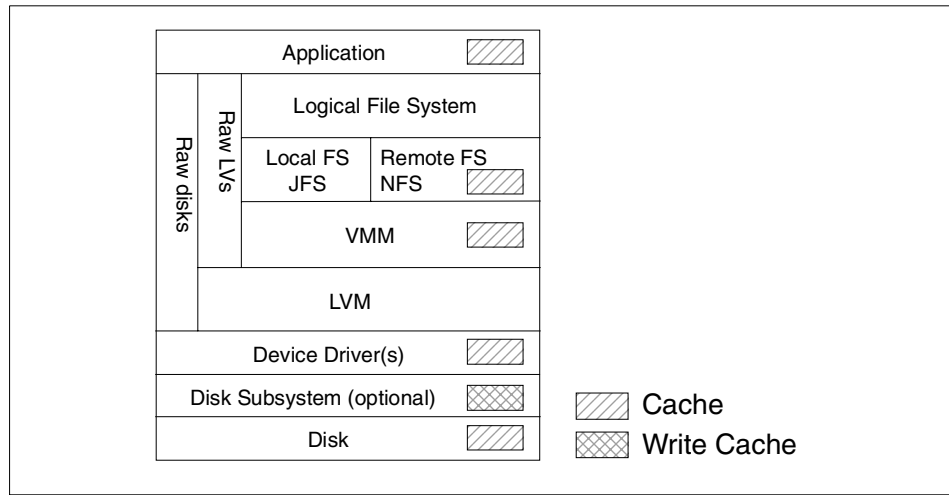 Application
Raw disks
Raw LVs
Logical File System
Local FS
JFS
Remote FS
NFS
VMM
LVM
Device Driver(s)
Disk Subsystem (optional)
Disk
Cache
Write Cache